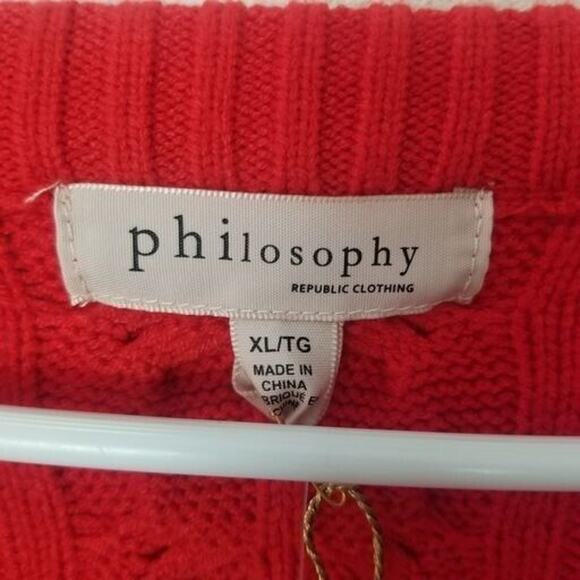 philosophy
REPUBLIC CLOTHING
XL/TG
MADE IN
CHINA